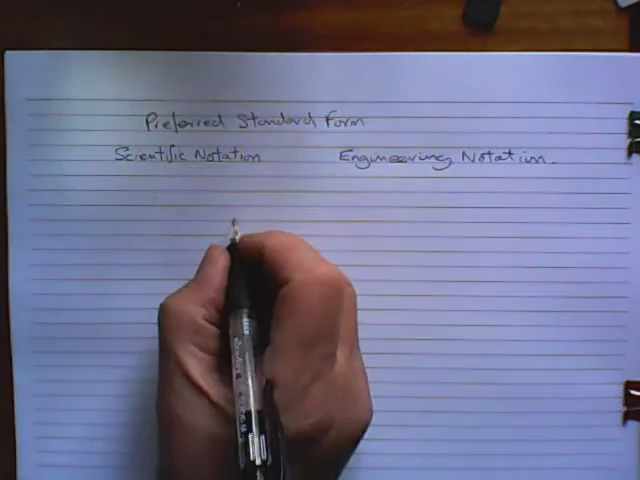 Preferred Standard Form
Scientific Notation Engineering Notation.